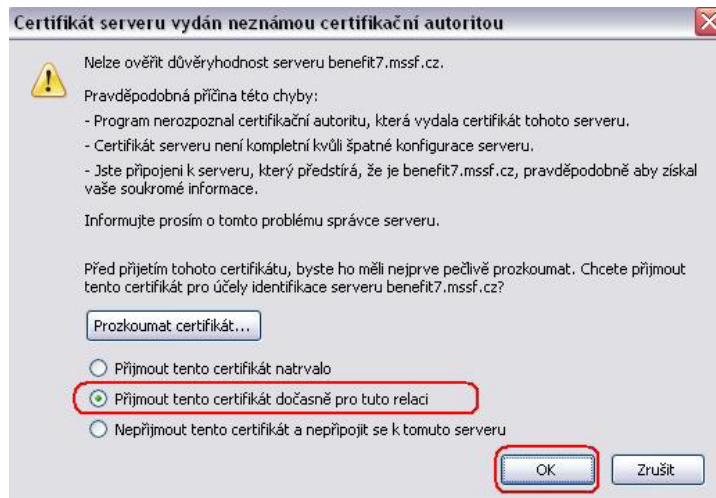 Certifikát serveru vydán neznámou certifikační autoritou
Nelze ověřit důvěryhodnost serveru benefit7.mssf.cz.
Pravděpodobná příčina této chyby:
- Program nerozpoznal certifikační autoritu, která vydala certifikát tohoto serveru.
- Certifikát serveru není kompletní kvůli špatné konfigurace serveru.
- Jste připojeni k serveru, který předstírá, že je benefit7.mssf.cz, pravděpodobně aby získal
vaše soukromé informace.
Informujte prosím o tomto problému správce serveru.
Před přijetím tohoto certifikátu, byste ho měli nejprve pečlivě prozkoumat. Chcete přijmout
tento certifikát pro účely identifikace serveru benefit7.mssf.cz?
Prozkoumat certifikát...
Přijmout tento certifikát natrvalo
Přijmout tento certifikát dočasně pro tuto relaci
Nepřijmout tento certifikát a nepřipojit se k tomuto serveru
OK Zrušit